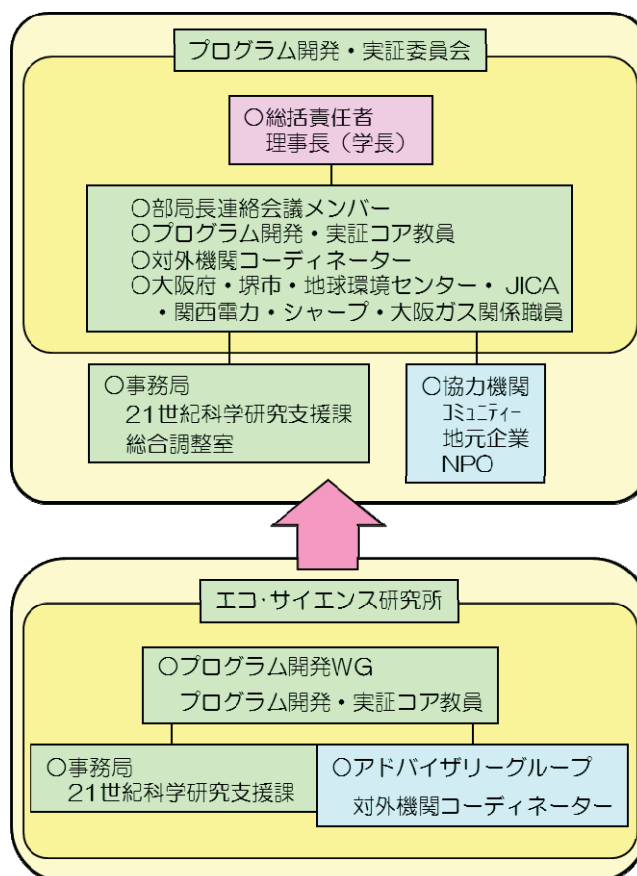 プログラム開発・実証委員会
○総括責任者
理事長（学長）
○部局長連絡会議メンバー
○プログラム開発・実証コア教員
○対外機関コーディネーター
○大阪府・堺市・地球環境センター・JICA
・関西電力・シャープ・大阪ガス関係職員
○事務局
21世紀科学研究支援課
総合調整室
○協力機関
コミュニティー
地元企業
NPO
エコ・サイエンス研究所
○プログラム開発WG
プログラム開発・実証コア教員
○事務局
21世紀科学研究支援課
○アドバイザリーグループ
対外機関コーディネーター